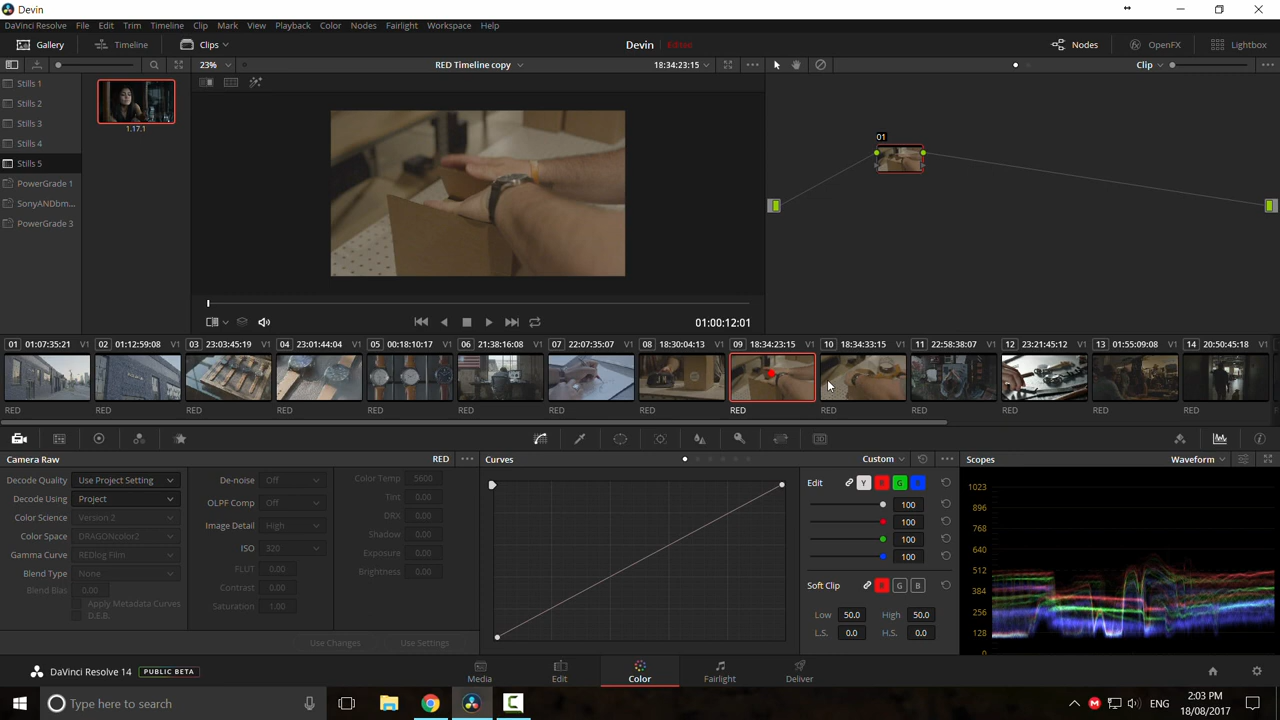 Devin
DaVinci Resolve File Edit Trim Timeline Clip Mark View Playback Color Nodes Fairlight Workspace Help
Gallery Timeline Clips Devin Edited Nodes OpenFX Lightbox
23% RED Timeline copy 18:34:23:15 Clip
Stills 1
Stills 2
Stills 3
Stills 4
Stills 5
PowerGrade 1
SonyANDbm...
PowerGrade 3
1.17.1
01
01:00:12:01
01 01:07:35:21 V1 02 01:12:59:08 V1 03 23:03:45:19 V1 04 23:01:44:04 V1 05 00:18:10:17 V1 06 21:38:16:08 V1 07 22:07:35:07 V1 08 18:30:04:13 V1 09 18:34:23:15 V1 10 18:34:33:15 V1 11 22:58:38:07 V1 12 23:21:45:12 V1 13 01:55:09:08 V1 14 20:50:45:18 V1
RED RED RED RED RED RED RED RED RED RED RED RED RED RED
Camera Raw RED
Decode Quality Use Project Setting
Decode Using Project
Color Science Version 2
Color Space DRAGONcolor2
Gamma Curve REDlog Film
Blend Type None
Blend Bias 0.00
Apply Metadata Curves
D.E.B.
De-noise Off
OLPF Comp Off
Image Detail High
ISO 320
FLUT 0.00
Contrast 0.00
Saturation 1.00
Color Temp 5600
Tint 0.00
DRX 0.00
Shadow 0.00
Exposure 0.00
Brightness 0.00
Use Changes Use Settings
Curves Custom
Edit Y R G B
100
100
100
100
Soft Clip R G B
Low 50.0 High 50.0
L.S. 0.0 H.S. 0.0
Scopes Waveform
1023
896
768
640
512
384
256
128
0
DaVinci Resolve 14 PUBLIC BETA
Media Edit Color Fairlight Deliver
Type here to search
ENG
2:03 PM
18/08/2017